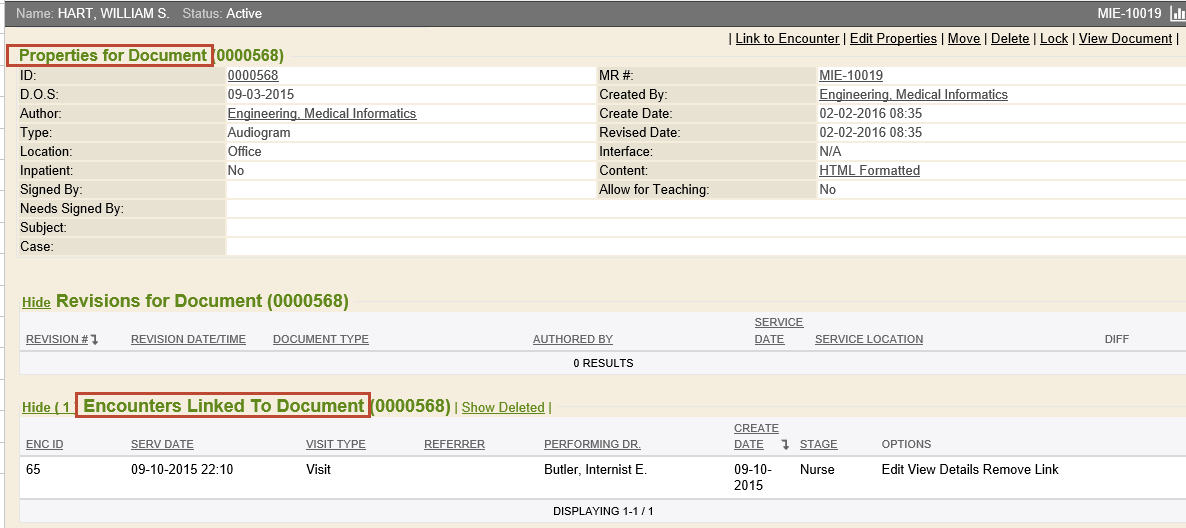 Name: HART, WILLIAM S. Status: Active MIE-10019
| Link to Encounter | Edit Properties | Move | Delete | Lock | View Document |
Properties for Document (0000568)
ID: 0000568 MR #: MIE-10019
D.O.S: 09-03-2015 Created By: Engineering, Medical Informatics
Author: Engineering, Medical Informatics Create Date: 02-02-2016 08:35
Type: Audiogram Revised Date: 02-02-2016 08:35
Location: Office Interface: N/A
Inpatient: No Content: HTML Formatted
Signed By: Allow for Teaching: No
Needs Signed By:
Subject:
Case:
Hide Revisions for Document (0000568)
REVISION # REVISION DATE/TIME DOCUMENT TYPE AUTHORED BY SERVICE DATE SERVICE LOCATION DIFF
0 RESULTS
Hide ( 1 ) Encounters Linked To Document (0000568) | Show Deleted |
ENC ID SERV DATE VISIT TYPE REFERRER PERFORMING DR. CREATE DATE STAGE OPTIONS
65 09-10-2015 22:10 Visit Butler, Internist E. 09-10-2015 Nurse Edit View Details Remove Link
DISPLAYING 1-1 / 1